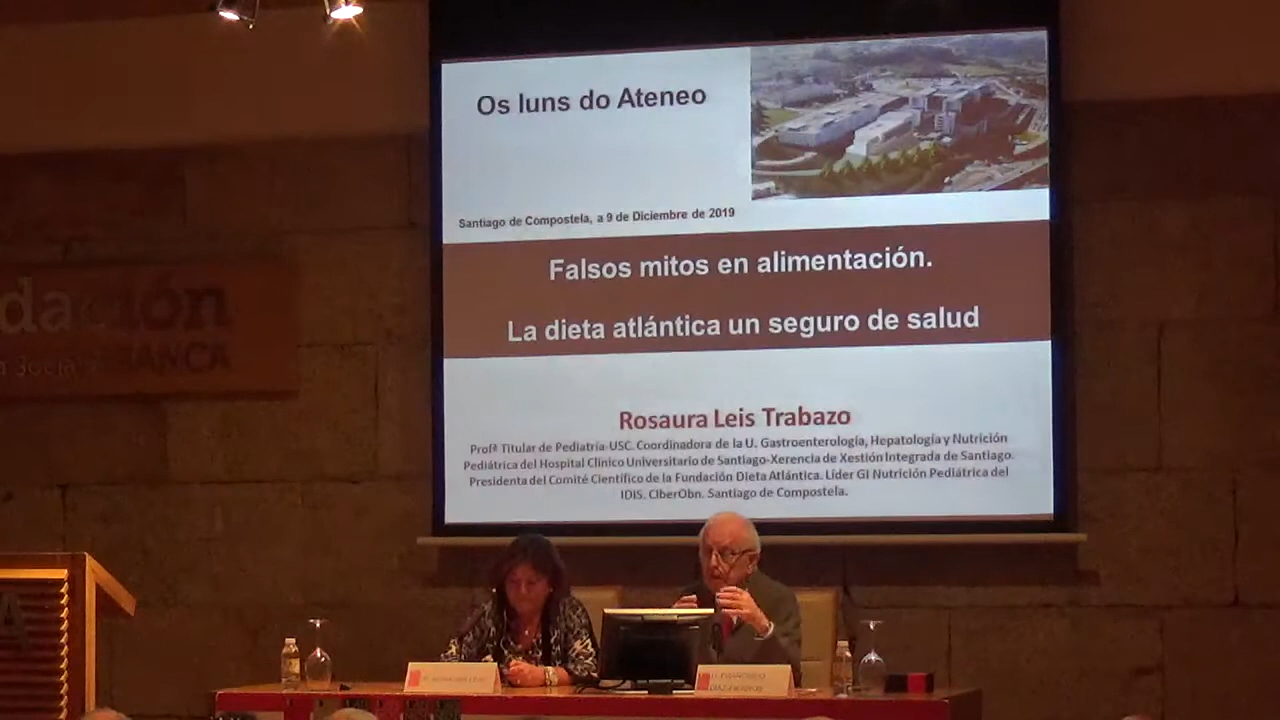 Os luns do Ateneo
Santiago de Compostela, a 9 de Diciembre de 2019
Falsos mitos en alimentación.
La dieta atlántica un seguro de salud
Rosaura Leis Trabazo
Profª Titular de Pediatría USC. Coordinadora de la U. Gastroenterología, Hepatología y Nutrición
Pediátrica del Hospital Clínico Universitario de Santiago-Xerencia de Xestión Integrada de Santiago.
Presidenta del Comité Científico de la Fundación Dieta Atlántica. Líder GI Nutrición Pediátrica del
IDIS. CIberObn. Santiago de Compostela.
dación
BANCA